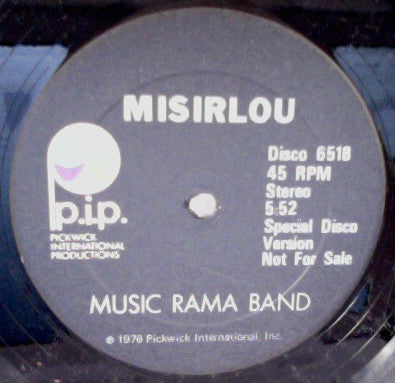 MISIRLOU
p.i.p.
PICKWICK
INTERNATIONAL
PRODUCTIONS
Disco 6518
45 RPM
Stereo
5:52
Special Disco
Version
Not For Sale
MUSIC RAMA BAND
℗ 1976 Pickwick International, Inc.